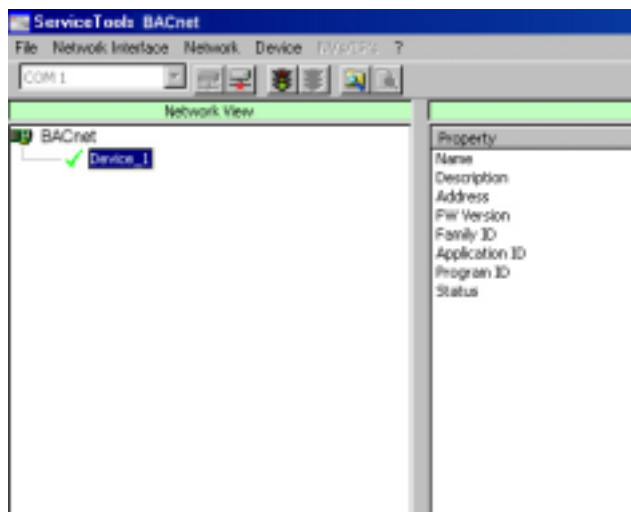 ServiceTools BACnet
File Network Interface Network Device ?
COM 1
Network View
BACnet
Device_1
Property
Name
Description
Address
FW Version
Family ID
Application ID
Program ID
Status